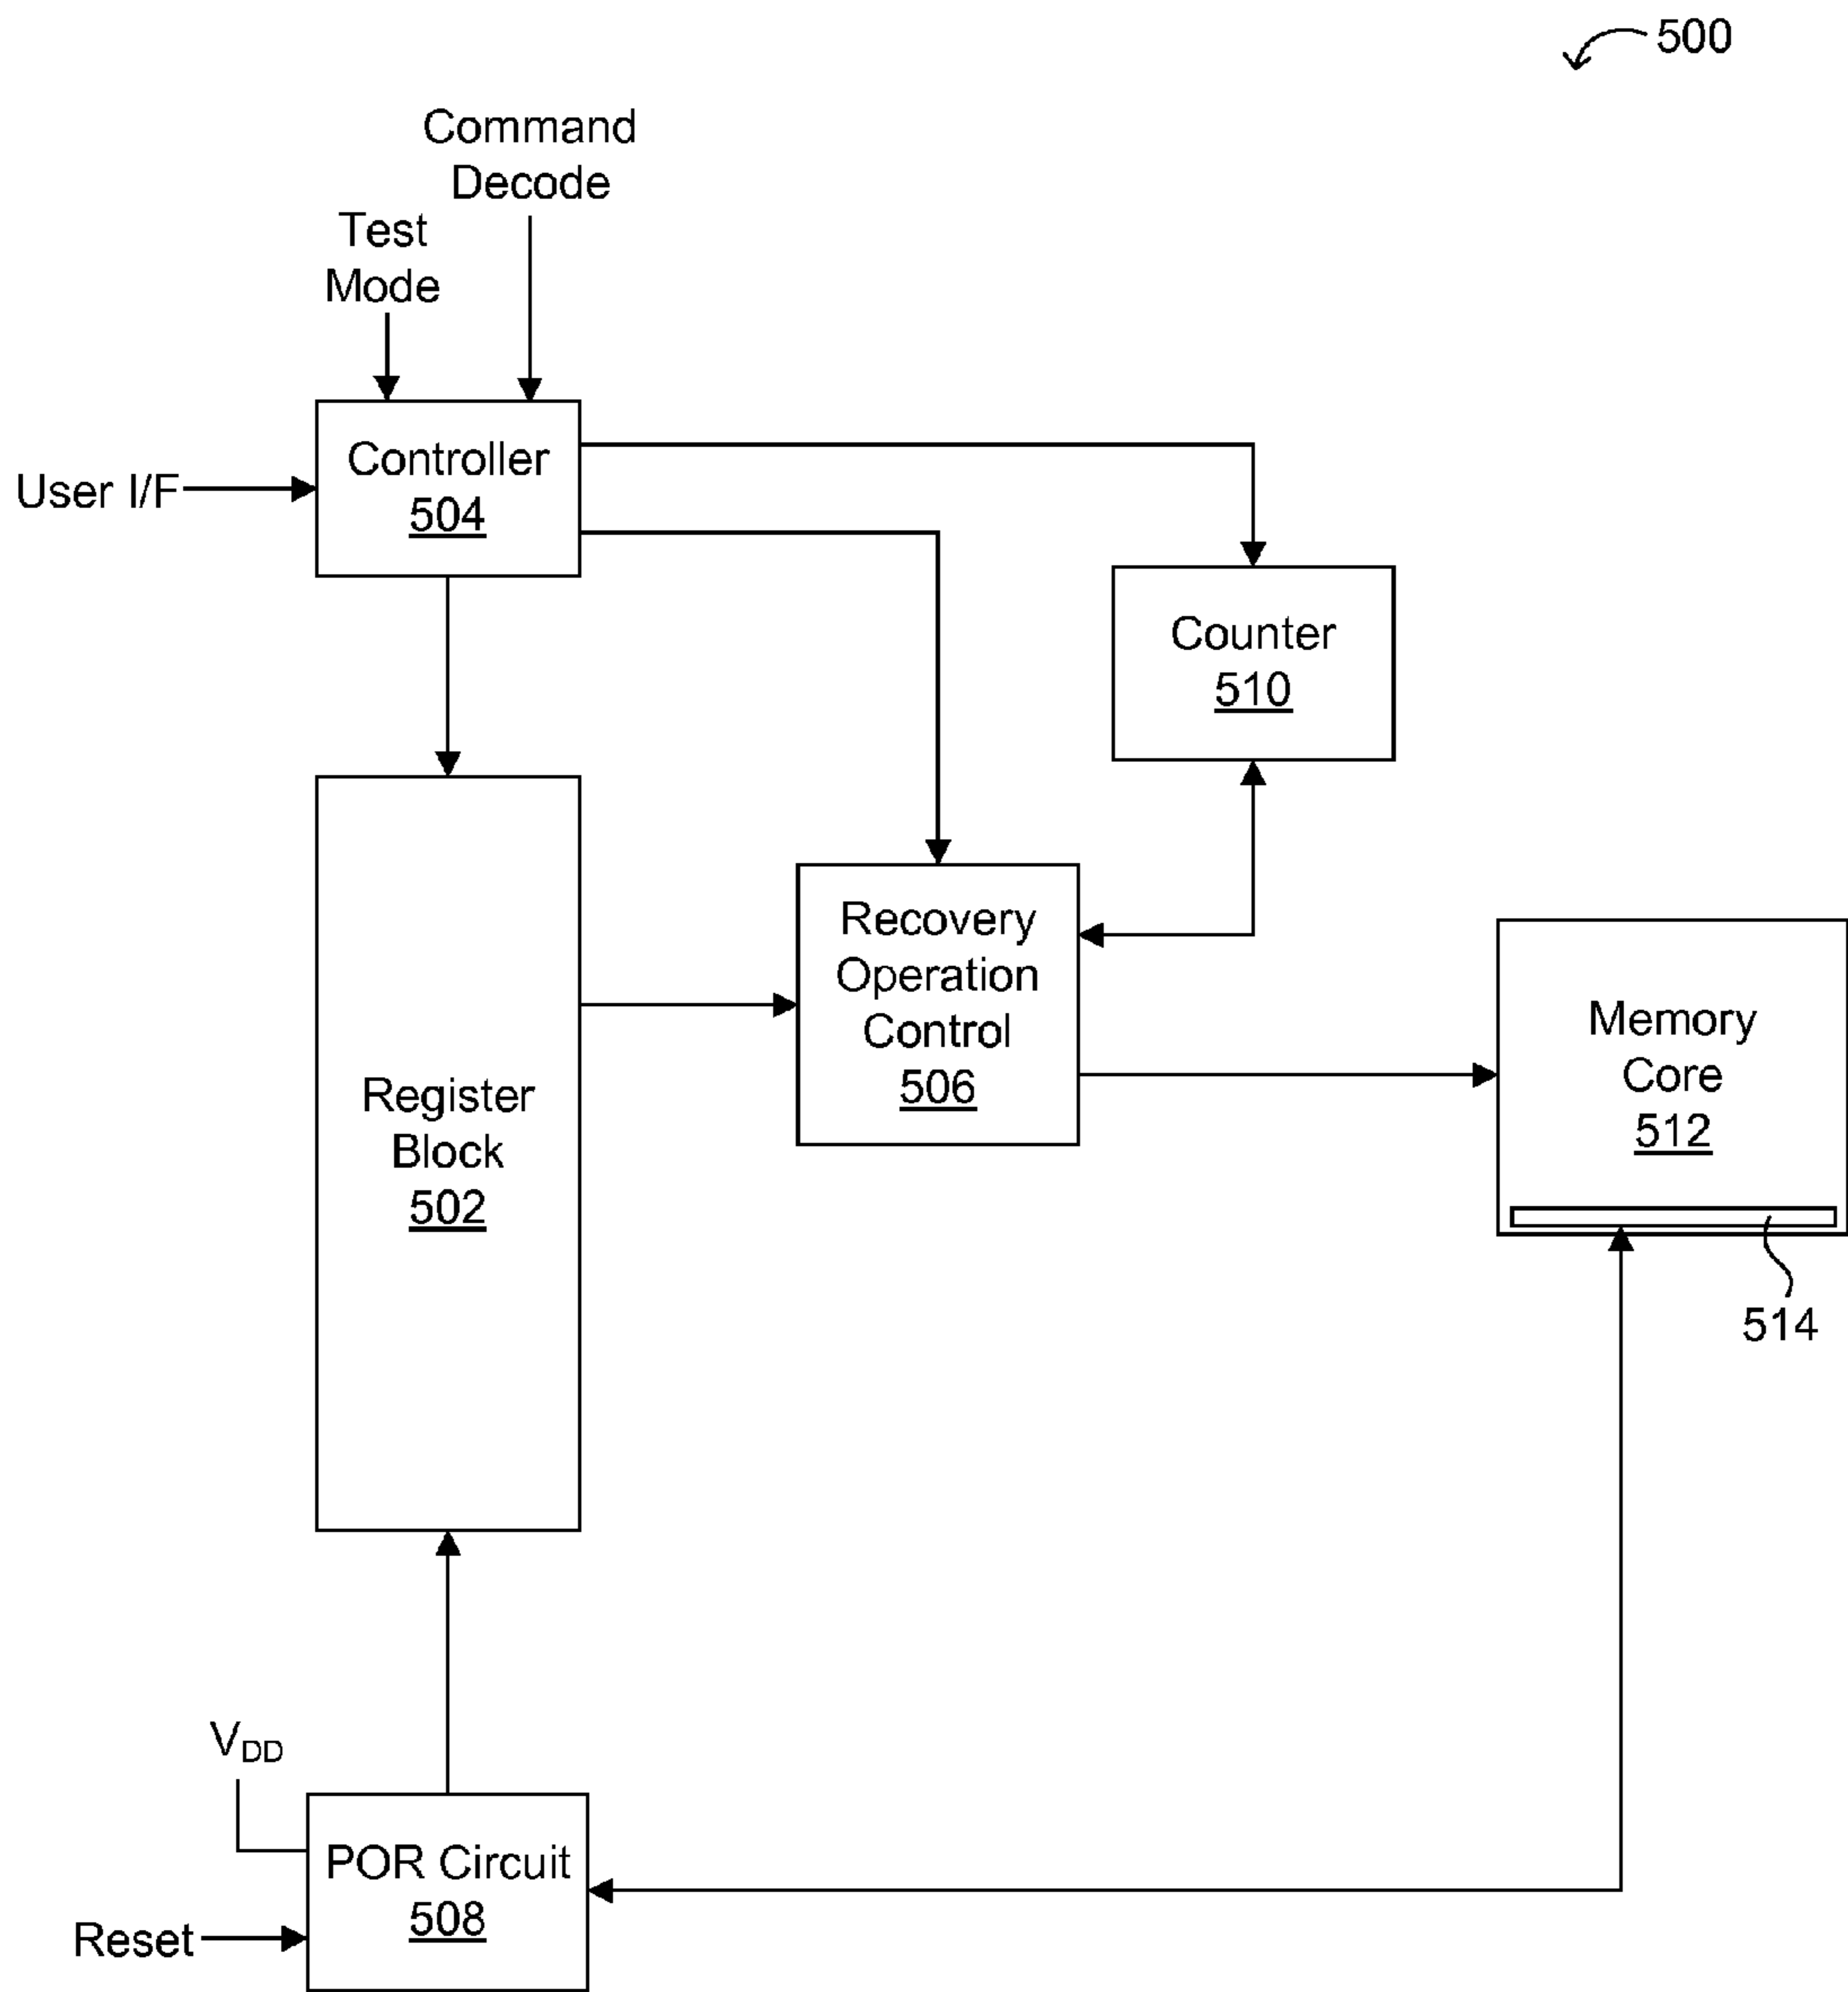 500
Command
Decode
Test
Mode
User I/F
Controller
504
Counter
510
Recovery
Operation
Control
506
Memory
Core
512
514
Register
Block
502
VDD
POR Circuit
508
Reset